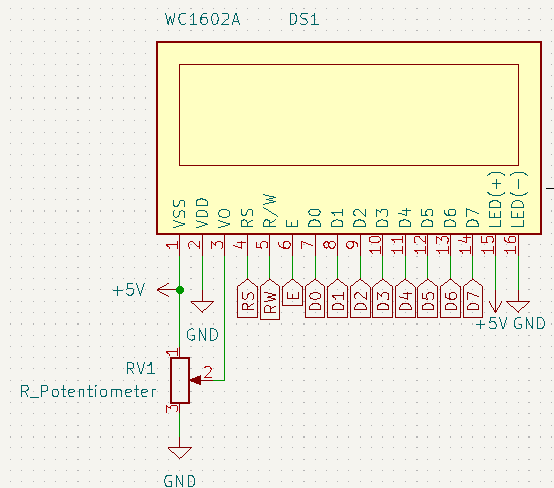 WC1602A DS1
VSS VDD VO RS R/W E D0 D1 D2 D3 D4 D5 D6 D7 LED(+) LED(-)
1 2 3 4 5 6 7 8 9 10 11 12 13 14 15 16
+5V
RS RW E D0 D1 D2 D3 D4 D5 D6 D7
+5V GND
GND
1
RV1
2
R_Potentiometer
3
GND